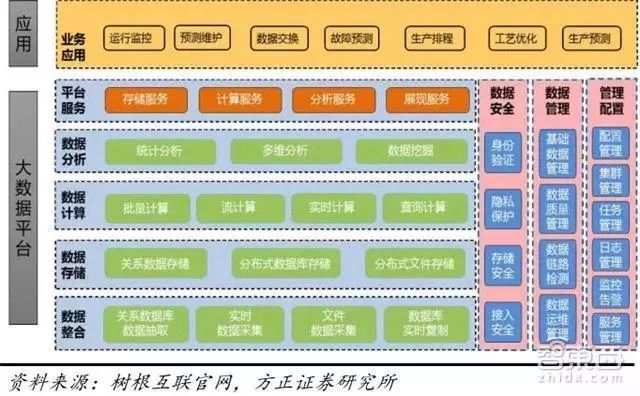 应用
业务应用
运行监控
预测维护
数据交换
故障预测
生产排程
工艺优化
生产预测
大数据平台
平台服务
存储服务
计算服务
分析服务
展现服务
数据分析
统计分析
多维分析
数据挖掘
数据计算
批量计算
流计算
实时计算
查询计算
数据存储
关系数据存储
分布式数据库存储
分布式文件存储
数据整合
关系数据库
数据抽取
实时
数据采集
文件
数据采集
数据库
实时复制
数据安全
身份验证
隐私保护
存储安全
接入安全
数据管理
基础数据管理
数据质量管理
数据链路检测
数据运维管理
管理配置
配置管理
集群管理
任务管理
日志管理
监控告警
服务管理
智东西
zhidx.com
资料来源：树根互联官网，方正证券研究所